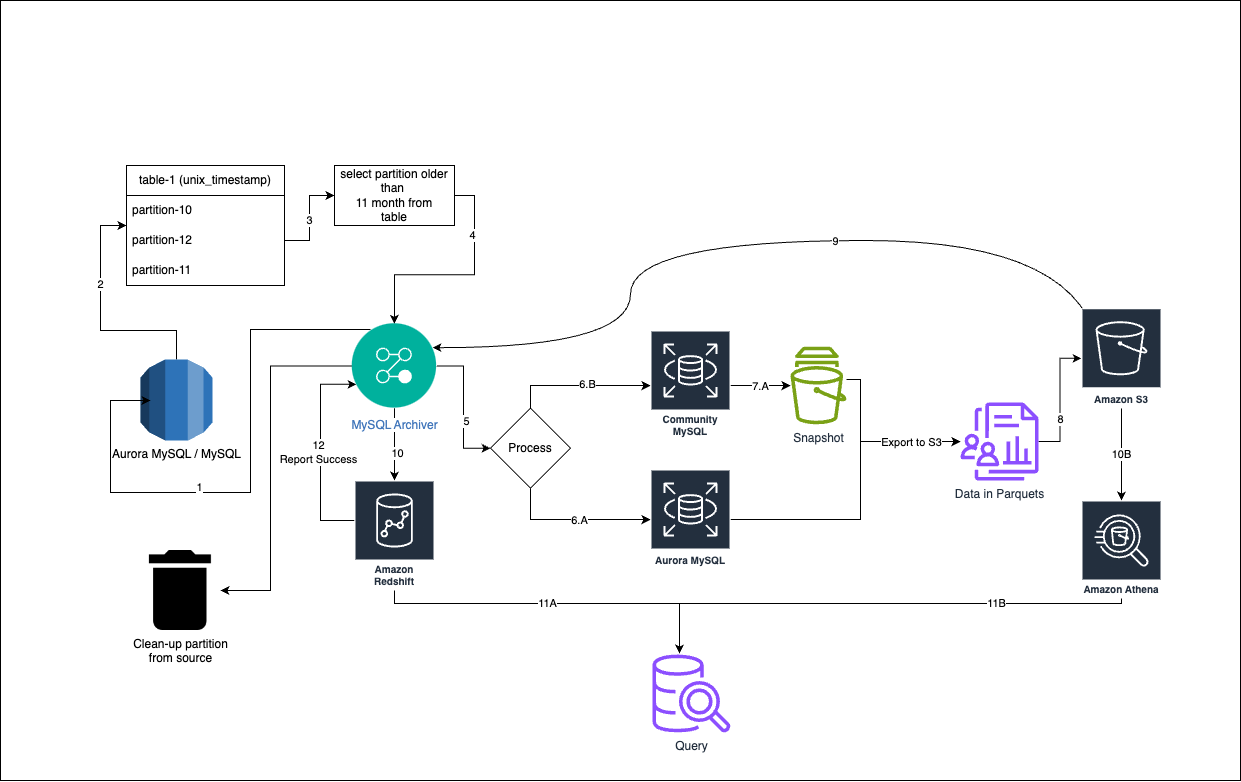 table-1 (unix_timestamp)
partition-10
partition-12
partition-11
select partition older
than
11 month from
table
3
4
2
9
Aurora MySQL / MySQL
1
MySQL Archiver
5
12
Report Success
10
Process
6.B
6.A
Community
MySQL
7.A
Snapshot
Aurora MySQL
Export to S3
Data in Parquets
8
Amazon S3
10B
Amazon Athena
Amazon
Redshift
11A
11B
Clean-up partition
from source
Query